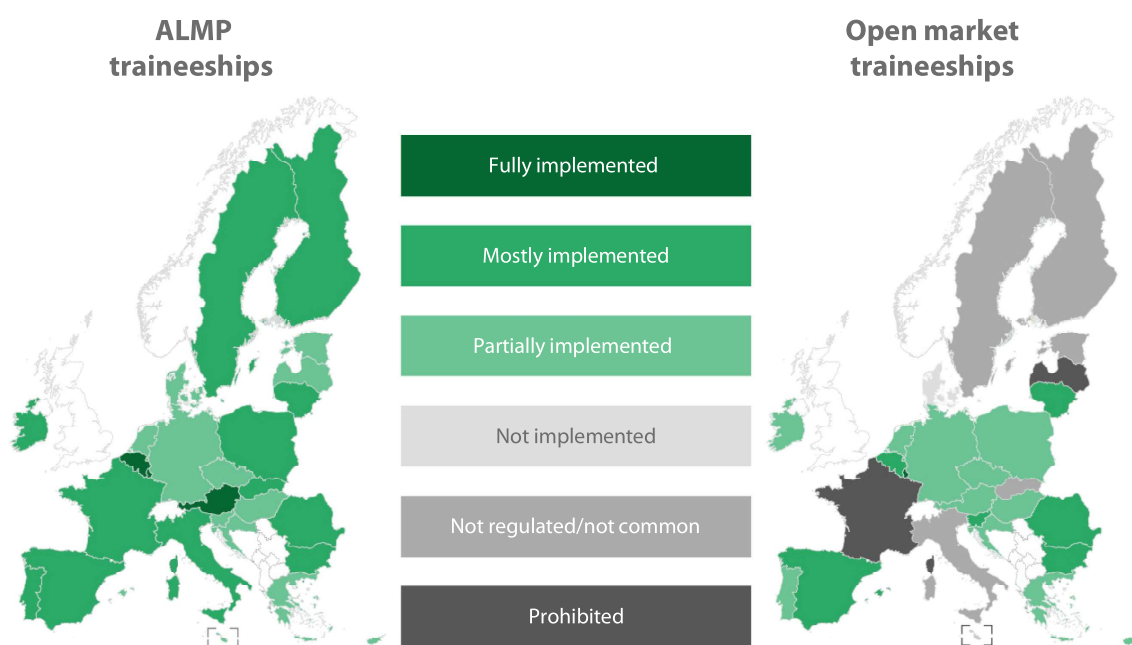 ALMP
traineeships
Open market
traineeships
Fully implemented
Mostly implemented
Partially implemented
Not implemented
Not regulated/not common
Prohibited